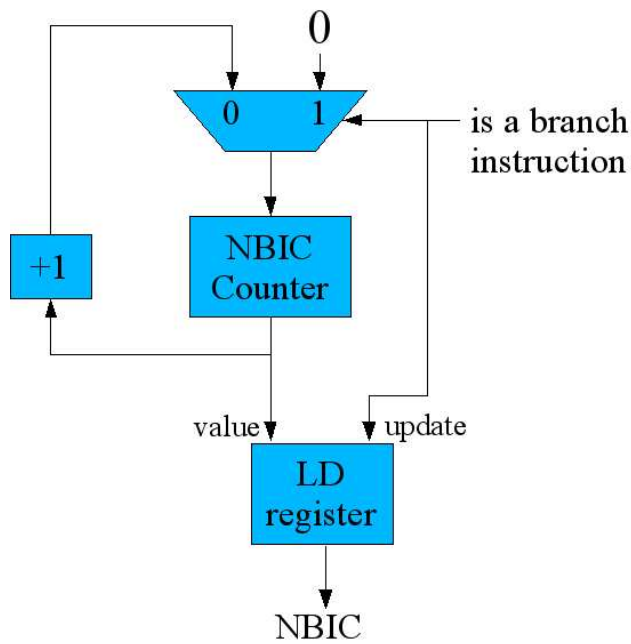 0
0 1
is a branch
instruction
+1
NBIC
Counter
value
update
LD
register
NBIC